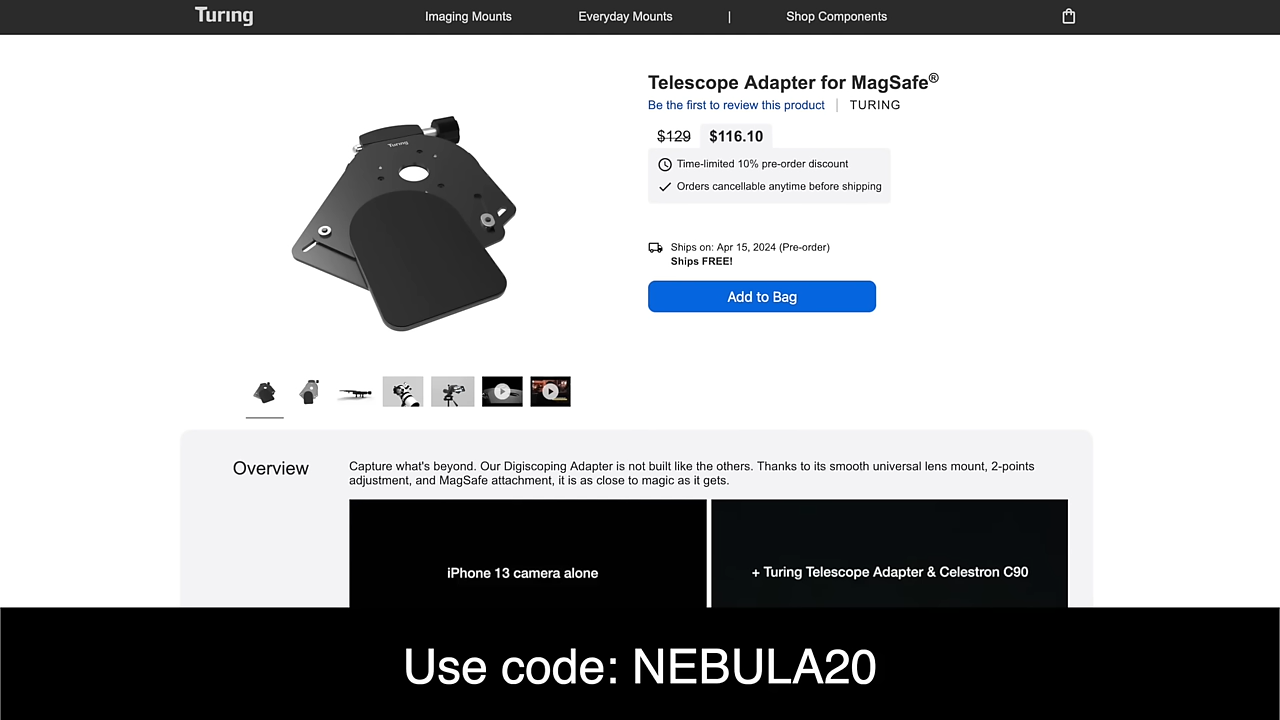 Turing
Imaging Mounts
Everyday Mounts
|
Shop Components
Telescope Adapter for MagSafe®
Be the first to review this product | TURING
$129 $116.10
Time-limited 10% pre-order discount
Orders cancellable anytime before shipping
Ships on: Apr 15, 2024 (Pre-order)
Ships FREE!
Add to Bag
Turing
Overview
Capture what's beyond. Our Digiscoping Adapter is not built like the others. Thanks to its smooth universal lens mount, 2-points
adjustment, and MagSafe attachment, it is as close to magic as it gets.
iPhone 13 camera alone
+ Turing Telescope Adapter & Celestron C90
Use code: NEBULA20